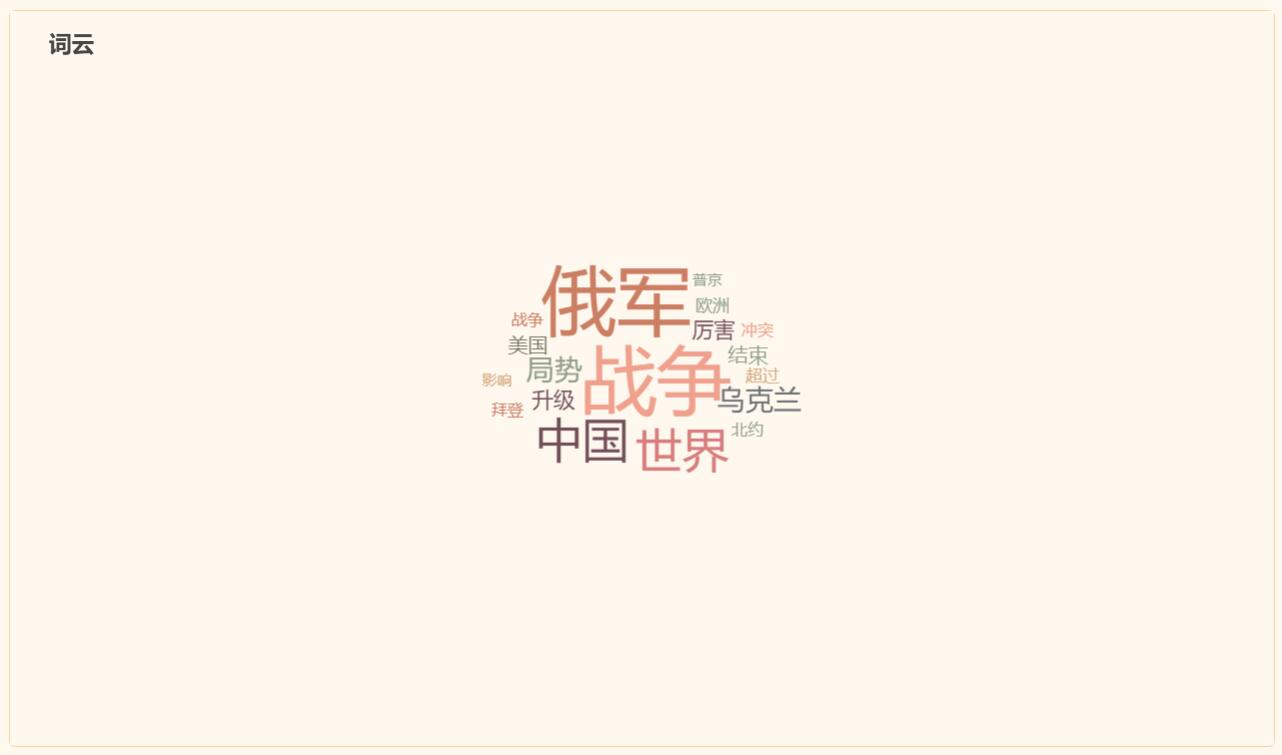 词云
俄军
普京
欧洲
战争
厉害
冲突
美国
结束
局势
战争
超过
影响
升级
乌克兰
拜登
中国
世界
北约